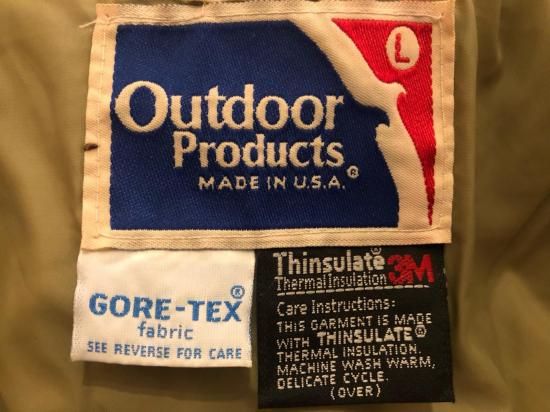 L
Outdoor
Products®
MADE IN U.S.A.
GORE-TEX®
fabric
SEE REVERSE FOR CARE
Thinsulate® 3M
Thermal Insulation
Care Instructions:
THIS GARMENT IS MADE
WITH THINSULATE®
THERMAL INSULATION.
MACHINE WASH WARM,
DELICATE CYCLE.
(OVER)